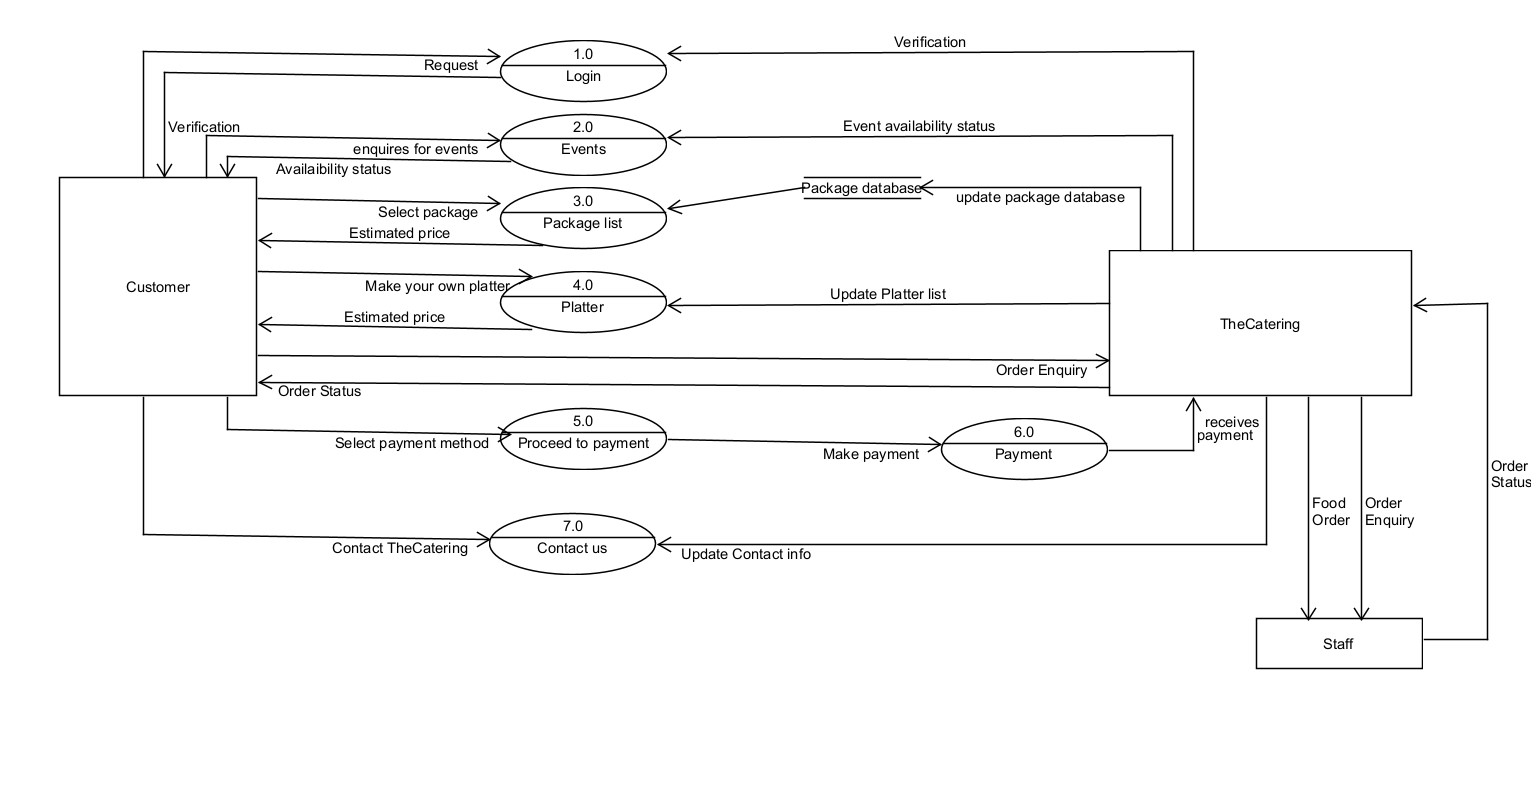 Verification
1.0
Request
Login
Verification
2.0
Event availability status
enquires for events
Events
Availaibility status
Package database
update package database
3.0
Select package
Package list
Estimated price
Customer
Make your own platter
4.0
Update Platter list
Platter
Estimated price
TheCatering
Order Enquiry
Order Status
5.0
Select payment method
Proceed to payment
6.0
Make payment
Payment
receives
payment
Food
Order
Order
Enquiry
Order
Status
7.0
Contact TheCatering
Contact us
Update Contact info
Staff